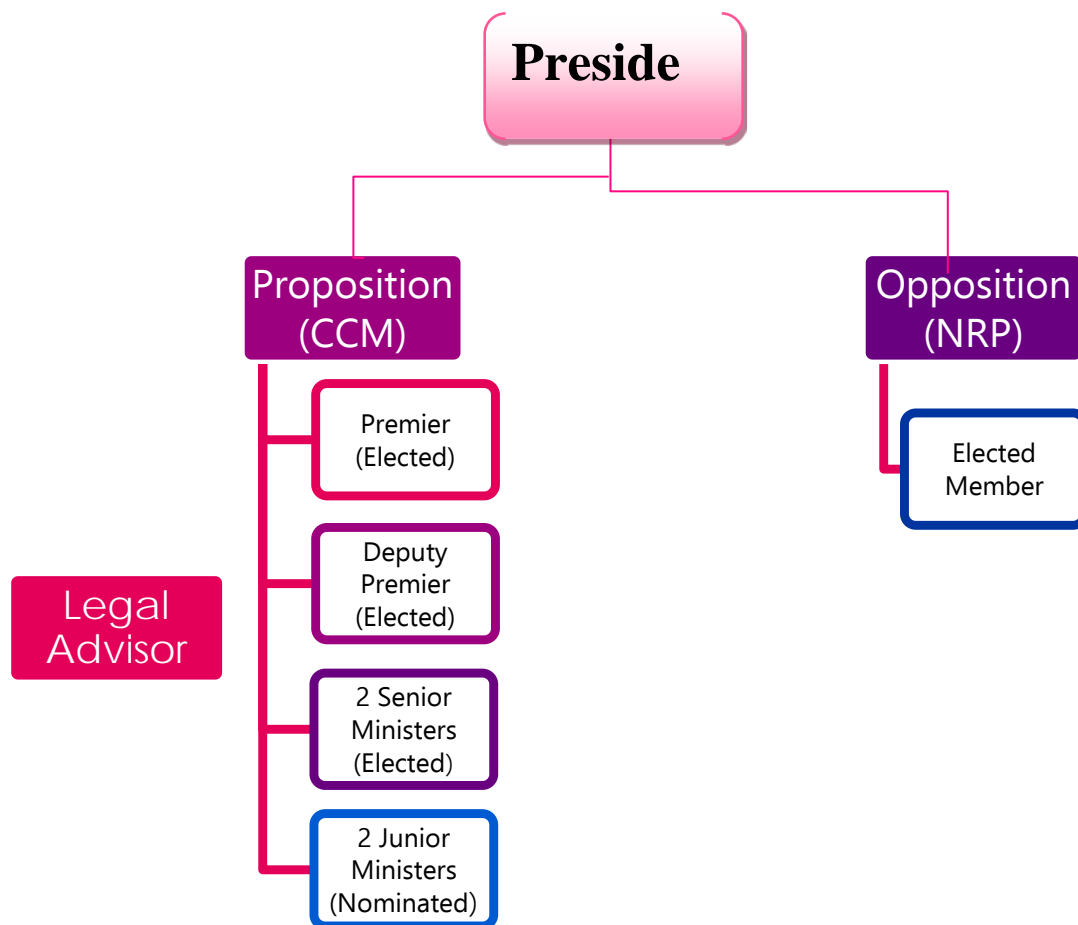 Preside
Proposition
(CCM)
Opposition
(NRP)
Premier
(Elected)
Elected
Member
Deputy
Premier
(Elected)
Legal
Advisor
2 Senior
Ministers
(Elected)
2 Junior
Ministers
(Nominated)